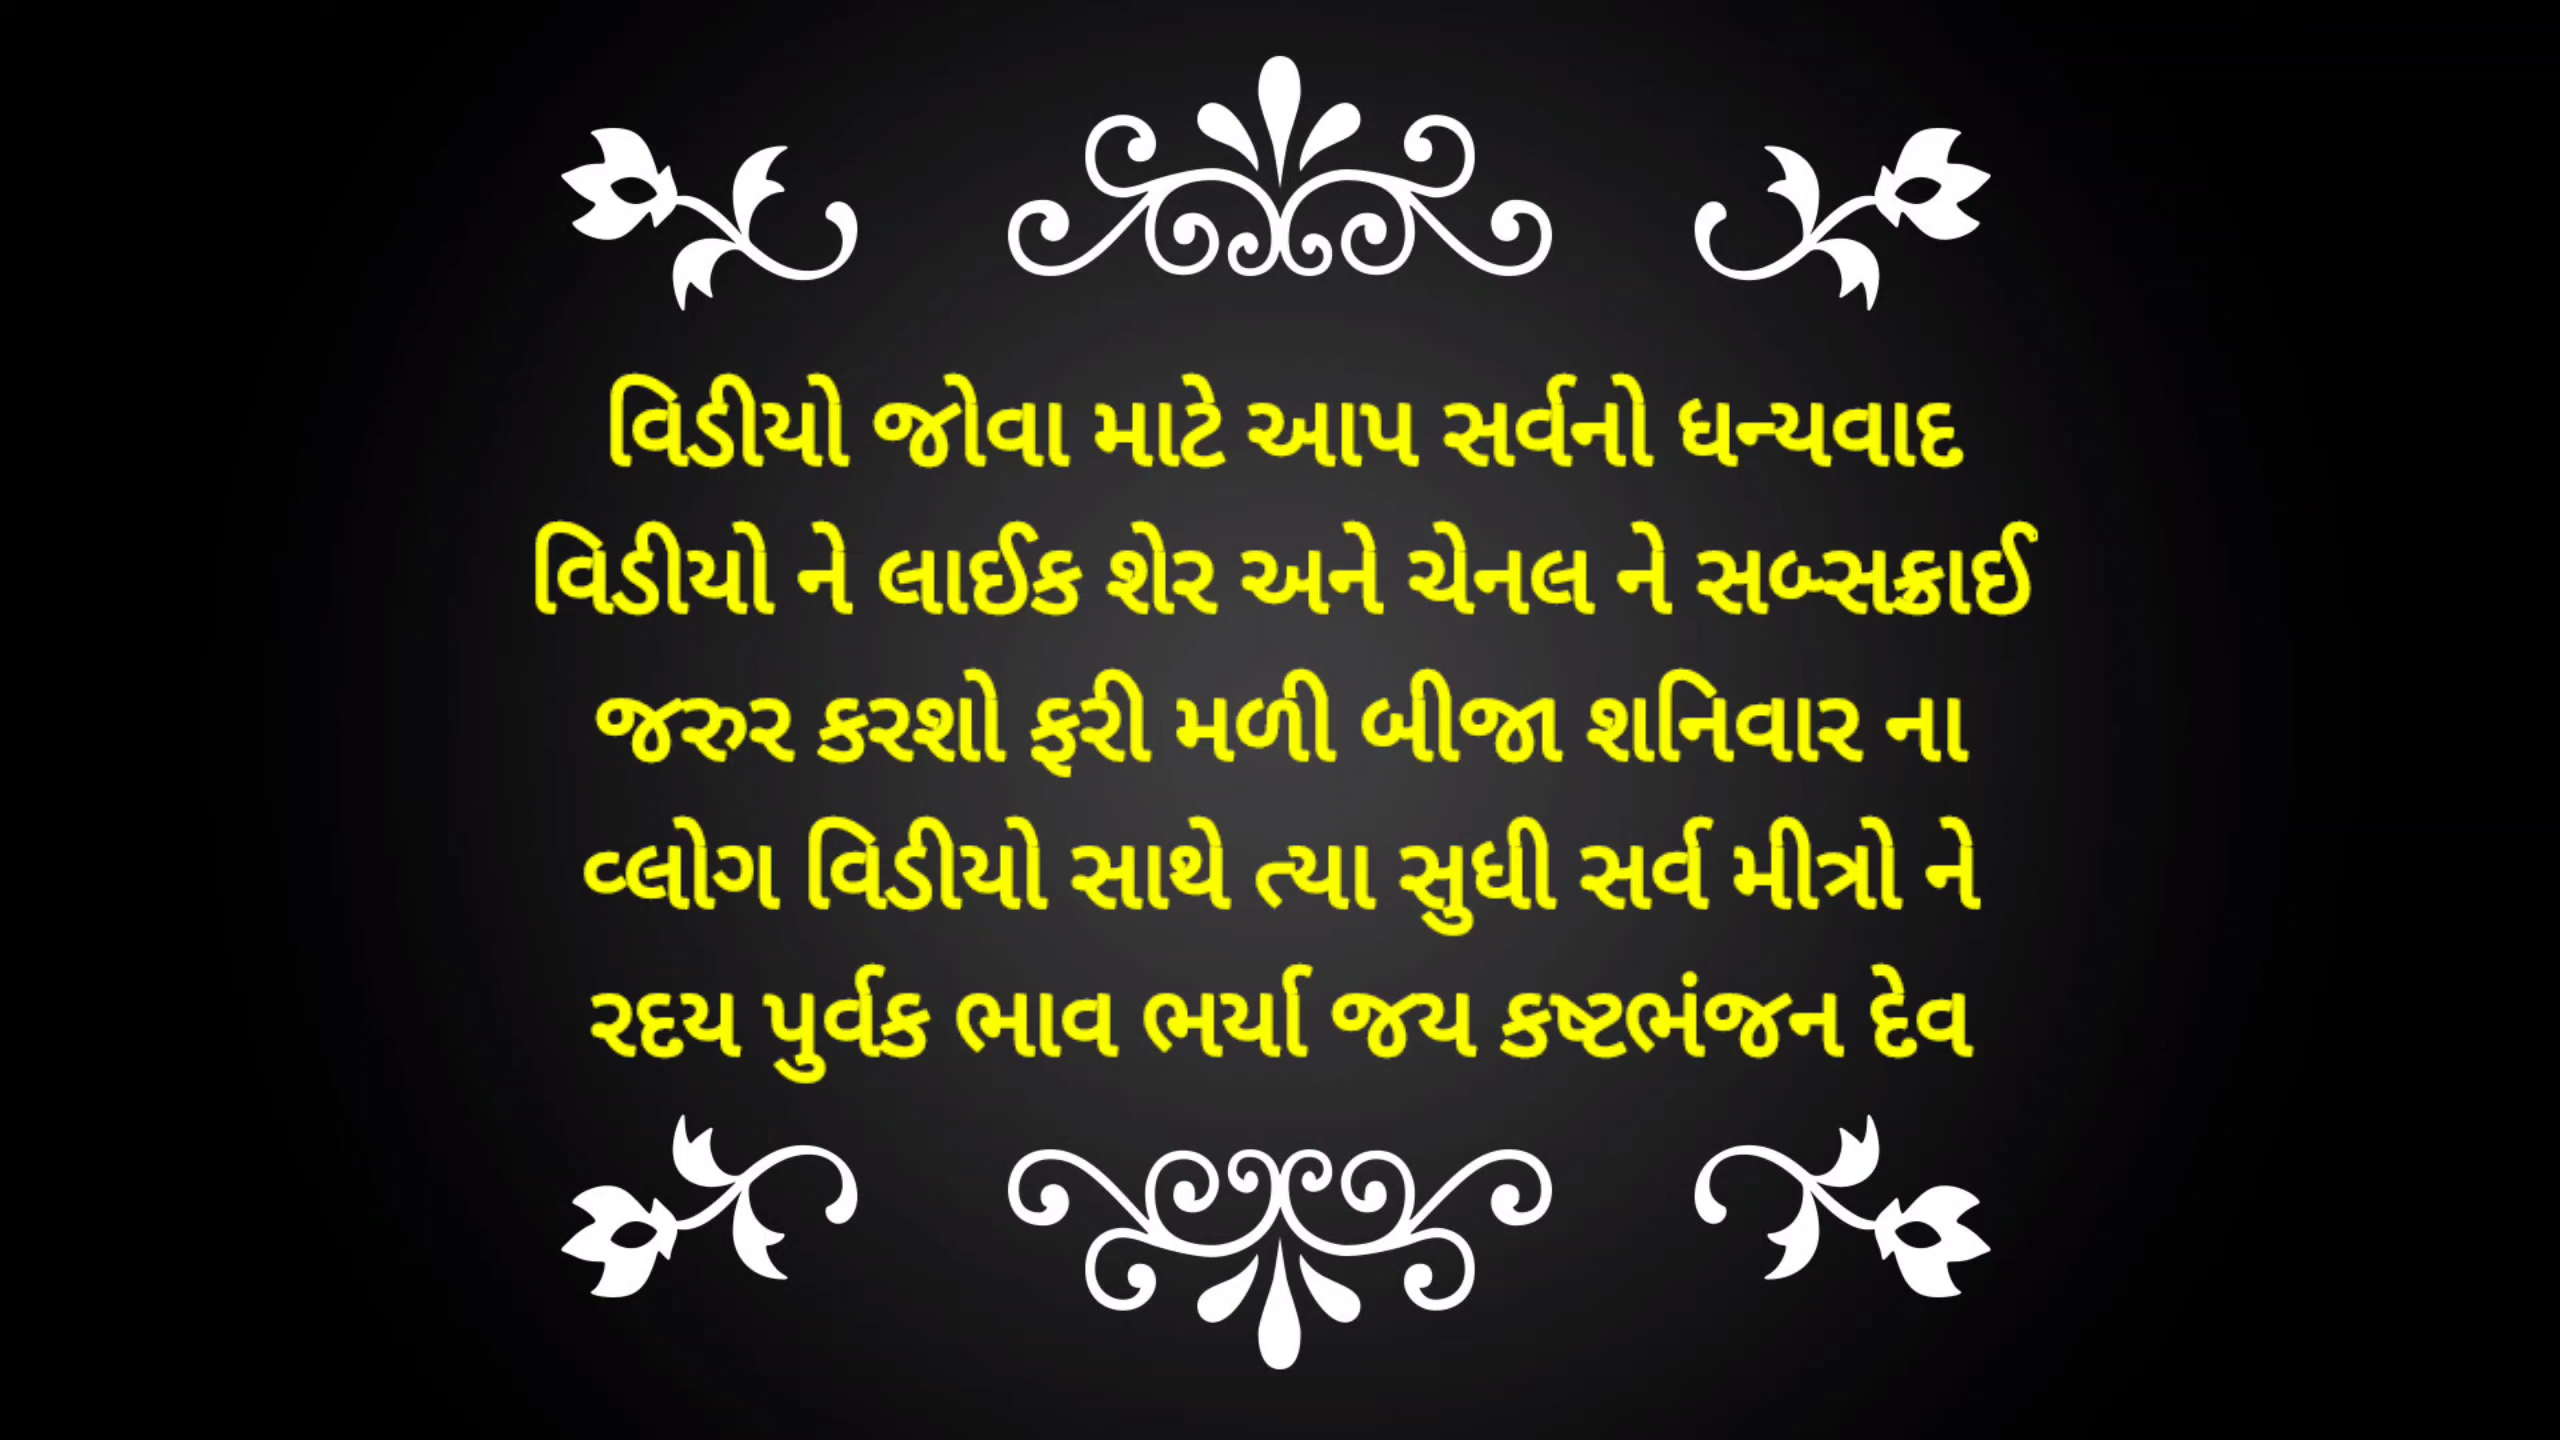 વિડીયો જોવા માટે આપ સર્વનો ધન્યવાદ
વિડીયો ને લાઈક શેર અને ચેનલ ને સબ્સક્રાઈ
જરુર કરશો ફરી મળી બીજા શનિવાર ના
વ્લોગ વિડીયો સાથે ત્યા સુધી સર્વ મીત્રો ને
રદય પુર્વક ભાવ ભર્યા જય કષ્ટભંજન દેવ